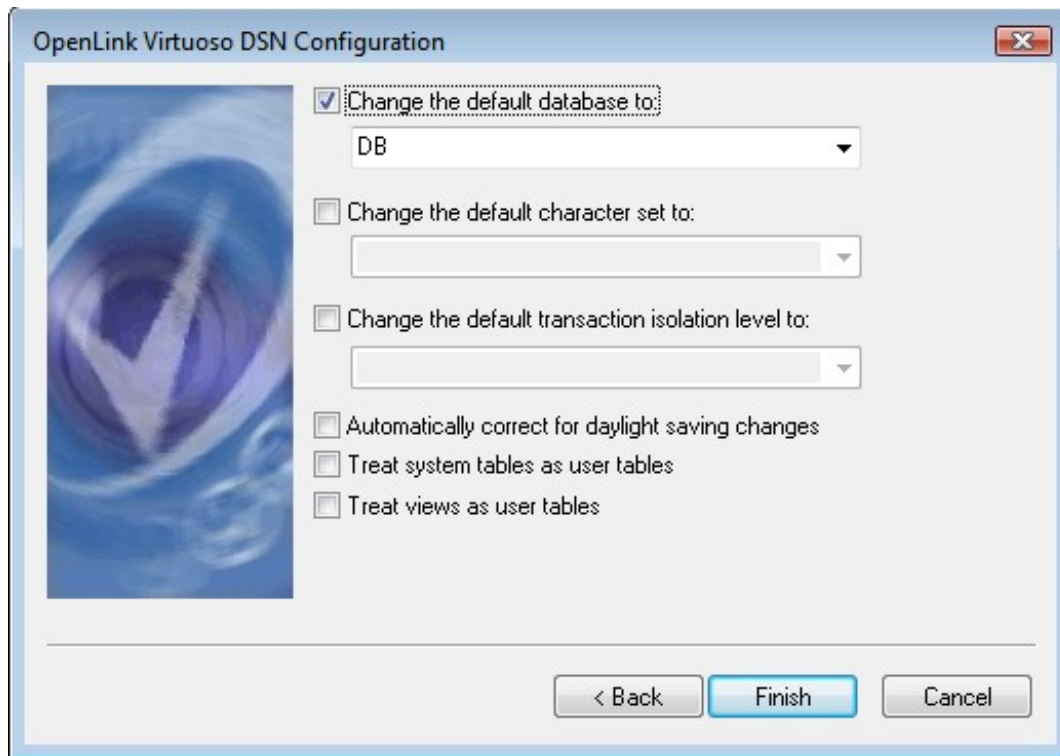 OpenLink Virtuoso DSN Configuration
Change the default database to:
DB
Change the default character set to:
Change the default transaction isolation level to:
Automatically correct for daylight saving changes
Treat system tables as user tables
Treat views as user tables
< Back Finish Cancel